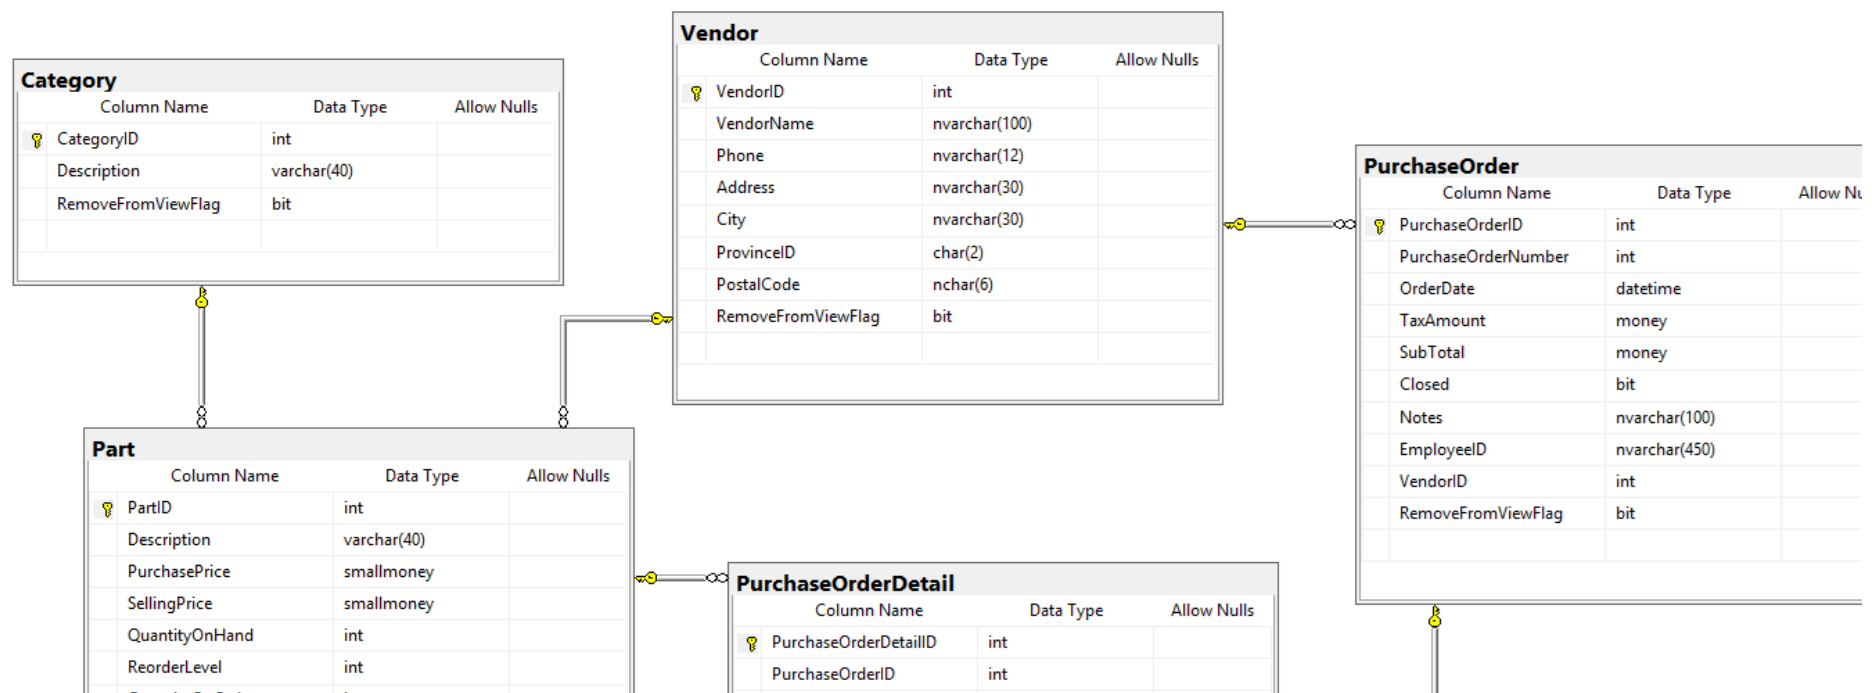 Category
Column Name Data Type Allow Nulls
CategoryID int
Description varchar(40)
RemoveFromViewFlag bit
Vendor
Column Name Data Type Allow Nulls
VendorID int
VendorName nvarchar(100)
Phone nvarchar(12)
Address nvarchar(30)
City nvarchar(30)
ProvinceID char(2)
PostalCode nchar(6)
RemoveFromViewFlag bit
PurchaseOrder
Column Name Data Type Allow Nu
PurchaseOrderID int
PurchaseOrderNumber int
OrderDate datetime
TaxAmount money
SubTotal money
Closed bit
Notes nvarchar(100)
EmployeeID nvarchar(450)
VendorID int
RemoveFromViewFlag bit
Part
Column Name Data Type Allow Nulls
PartID int
Description varchar(40)
PurchasePrice smallmoney
SellingPrice smallmoney
QuantityOnHand int
ReorderLevel int
PurchaseOrderDetail
Column Name Data Type Allow Nulls
PurchaseOrderDetailID int
PurchaseOrderID int